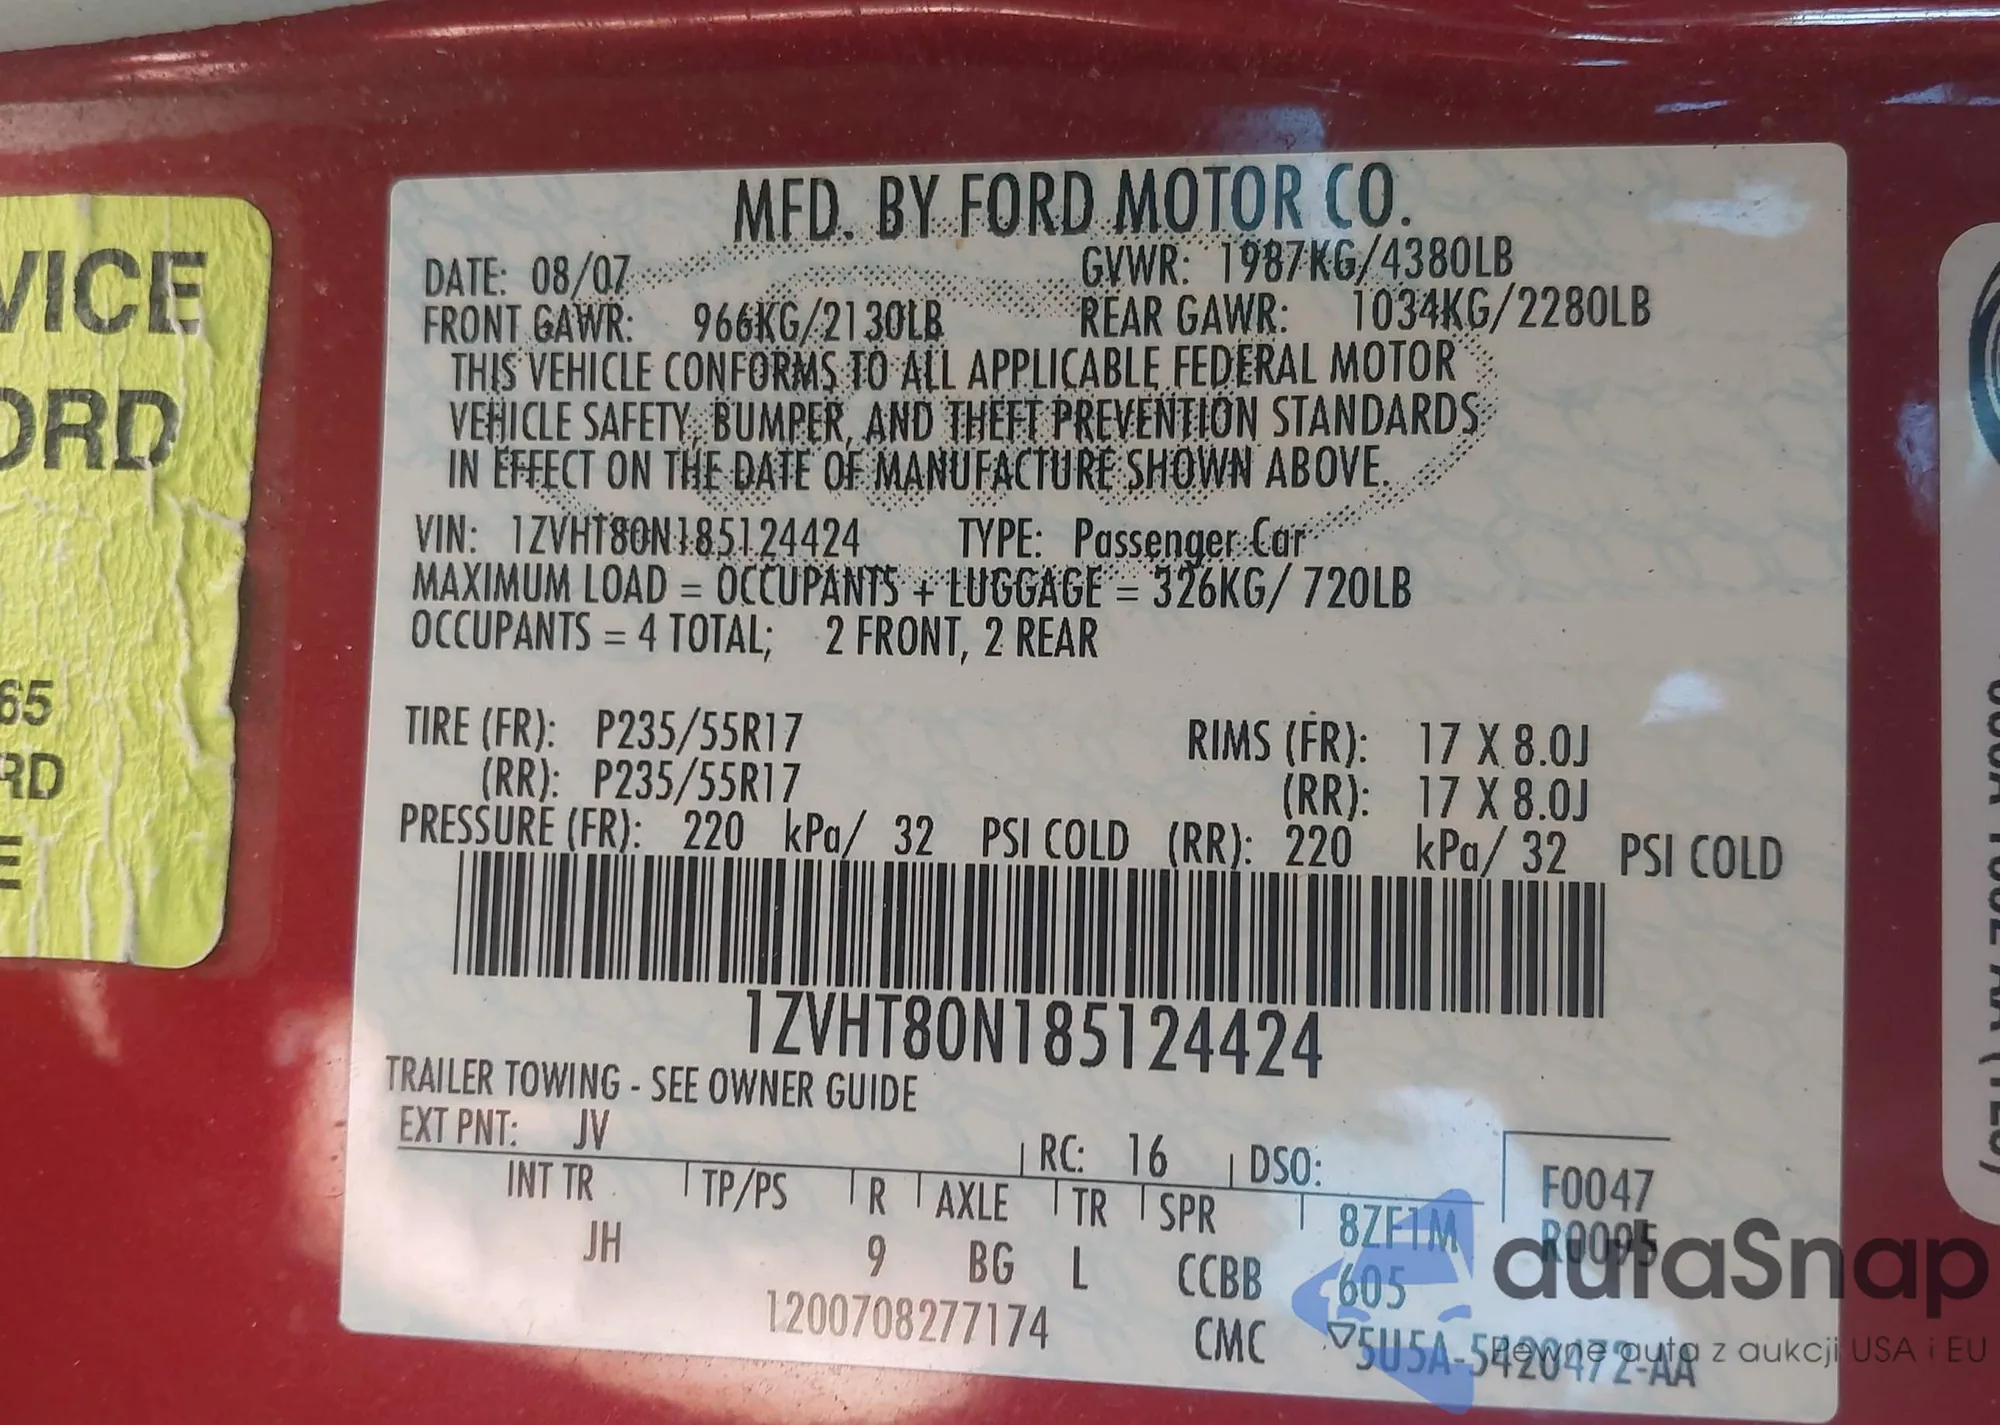 VICE
ORD
65
RD
E
MFD. BY FORD MOTOR CO.
DATE: 08/07 GVWR: 1987KG/4380LB
FRONT GAWR: 966KG/2130LB REAR GAWR: 1034KG/2280LB
THIS VEHICLE CONFORMS TO ALL APPLICABLE FEDERAL MOTOR
VEHICLE SAFETY, BUMPER, AND THEFT PREVENTION STANDARDS
IN EFFECT ON THE DATE OF MANUFACTURE SHOWN ABOVE.
VIN: 1ZVHT80N185124424 TYPE: Passenger Car
MAXIMUM LOAD = OCCUPANTS + LUGGAGE = 326KG/ 720LB
OCCUPANTS = 4 TOTAL; 2 FRONT, 2 REAR
TIRE (FR): P235/55R17 RIMS (FR): 17 X 8.0J
(RR): P235/55R17 (RR): 17 X 8.0J
PRESSURE (FR): 220 kPa/ 32 PSI COLD (RR): 220 kPa/ 32 PSI COLD
1ZVHT80N185124424
TRAILER TOWING - SEE OWNER GUIDE
EXT PNT: JV RC: 16 DSO:
INT TR TP/PS R AXLE TR SPR 8ZF1M F0047
JH 9 BG L CCBB 605 R0095
1200708277174 CMC ▽5U5A-5420472-AA
autaSnap
Pewne auta z aukcji USA i EU